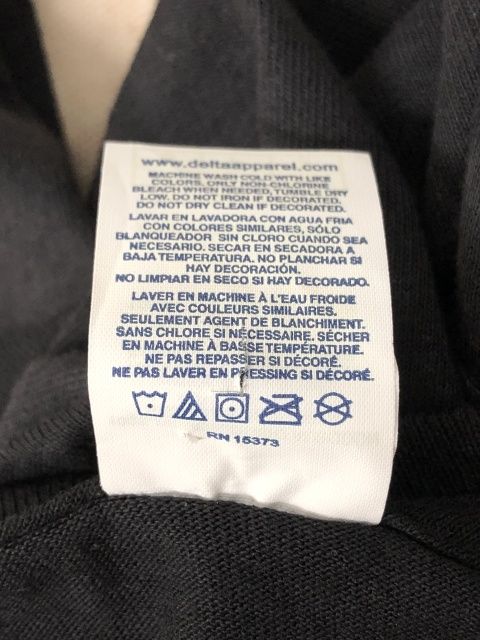 www.deltaapparel.com
MACHINE WASH COLD WITH LIKE
COLORS, ONLY NON-CHLORINE
BLEACH WHEN NEEDED, TUMBLE DRY
LOW. DO NOT IRON IF DECORATED.
DO NOT DRY CLEAN IF DECORATED.
LAVAR EN LAVADORA CON AGUA FRIA
CON COLORES SIMILARES, SÓLO
BLANQUEADOR SIN CLORO CUANDO SEA
NECESARIO. SECAR EN SECADORA A
BAJA TEMPERATURA. NO PLANCHAR SI
HAY DECORACIÓN.
NO LIMPIAR EN SECO SI HAY DECORADO.
LAVER EN MACHINE À L'EAU FROIDE
AVEC COULEURS SIMILAIRES.
SEULEMENT AGENT DE BLANCHIMENT.
SANS CHLORE SI NÉCESSAIRE. SÉCHER
EN MACHINE À BASSE TEMPÉRATURE.
NE PAS REPASSER SI DÉCORÉ.
NE PAS LAVER EN PRESSING SI DÉCORÉ.
RN 15373